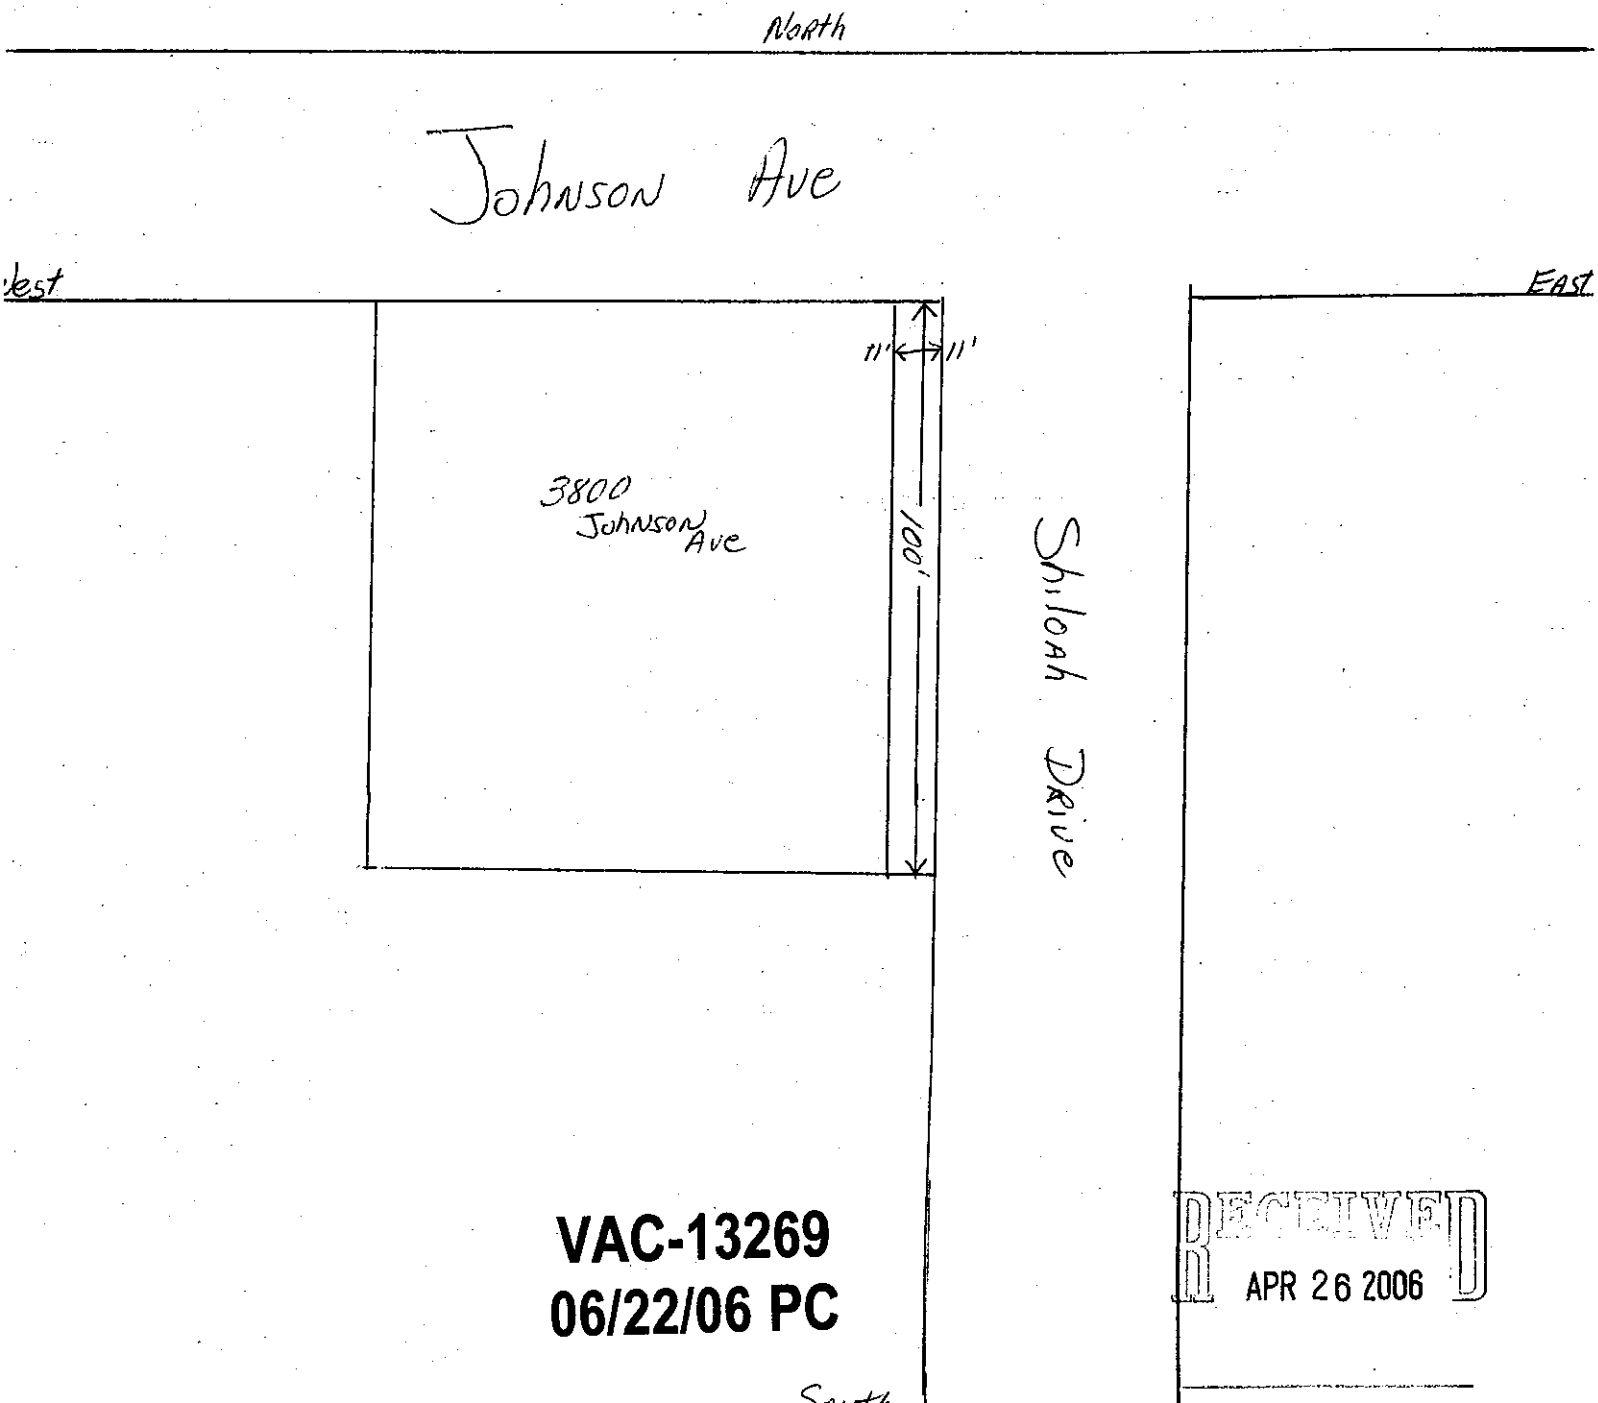 North
Johnson Ave
East
11' 11'
3800
Johnson
Ave
100'
Shiloah Drive
VAC-13269
06/22/06 PC
RECEIVED
APR 26 2006
South